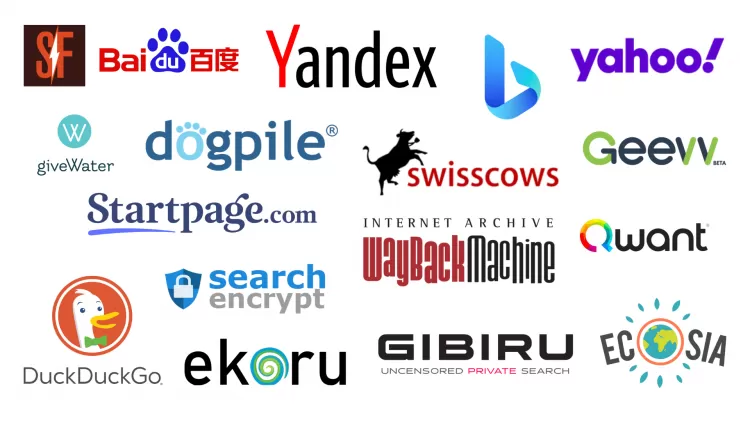 SF
Bai du 百度
Yandex
b
yahoo!
W
giveWater
dogpile®
swisscows
Geevv
BETA
Startpage.com
INTERNET ARCHIVE
WayBackMachine
Qwant
search
encrypt
DuckDuckGo.
ekoru
GIBIRU
UNCENSORED PRIVATE SEARCH
ECOSIA